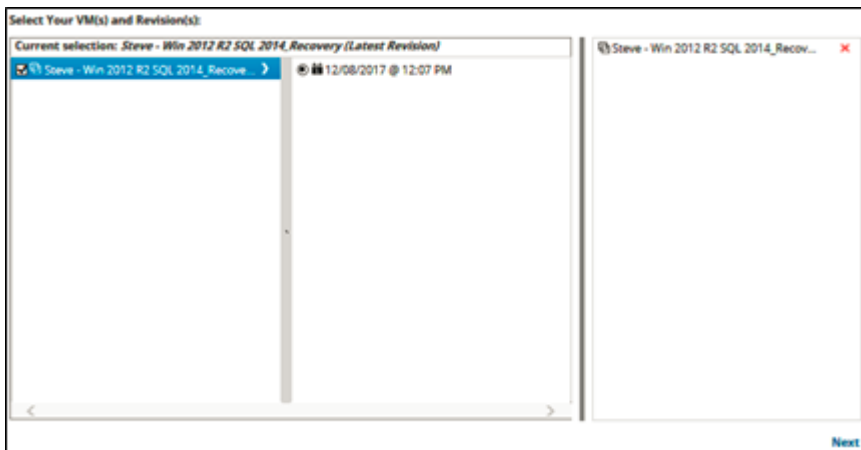 Select Your VM(s) and Revision(s):
Current selection: Steve - Win 2012 R2 SQL 2014_Recovery (Latest Revision)
Steve - Win 2012 R2 SQL 2014_Recove... 12/08/2017 @ 12:07 PM
Steve - Win 2012 R2 SQL 2014_Recov...
Next